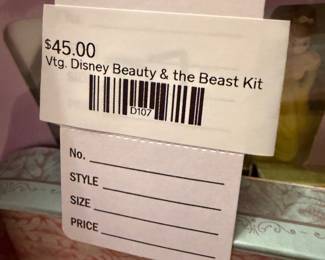 $45.00
Vtg. Disney Beauty & the Beast Kit
D107
No.
STYLE
SIZE
PRICE